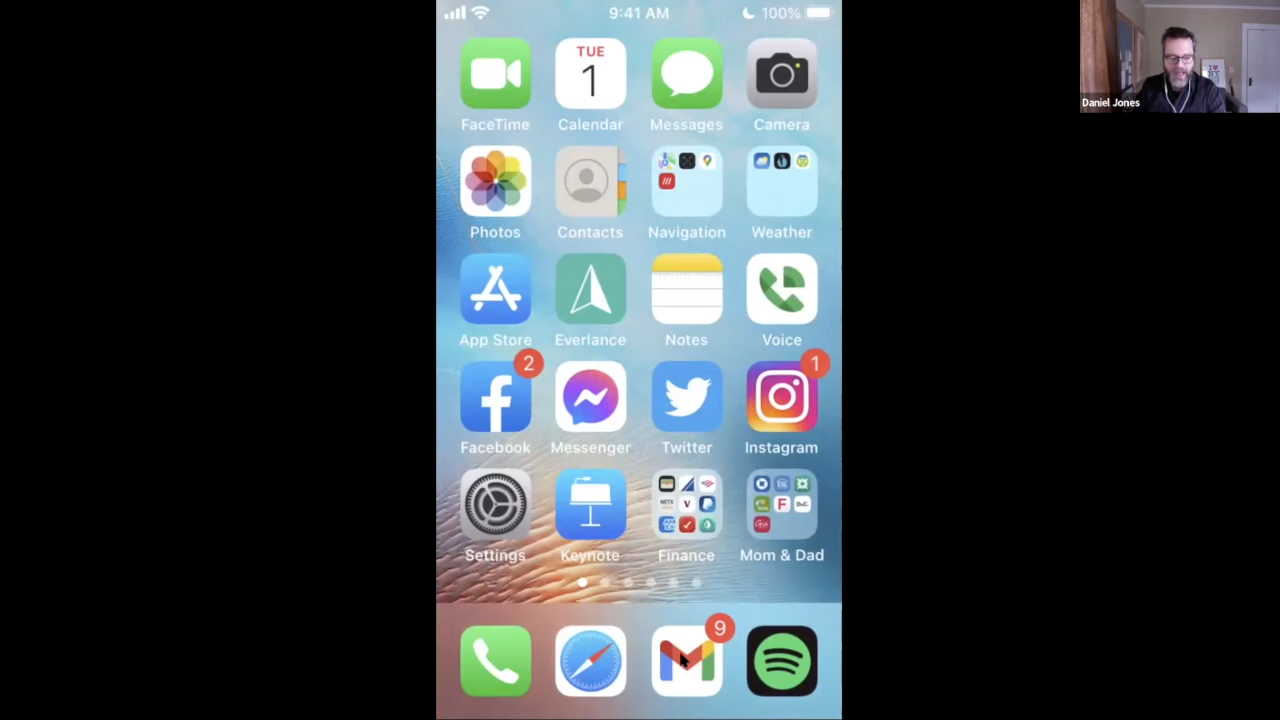 9:41 AM 100%
Daniel Jones
TUE
1
FaceTime Calendar Messages Camera
Photos Contacts Navigation Weather
App Store Everlance Notes Voice
2 1
Facebook Messenger Twitter Instagram
Settings Keynote Finance Mom & Dad
9